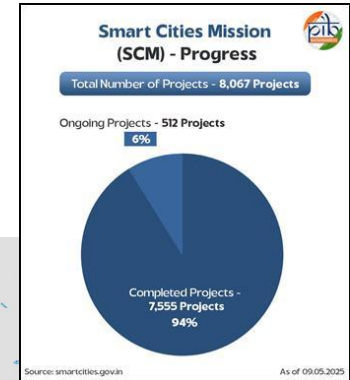 Smart Cities Mission
(SCM) - Progress
pib
Total Number of Projects - 8,067 Projects
Ongoing Projects - 512 Projects
6%
Completed Projects -
7,555 Projects
94%
Source: smartcities.gov.in
As of 09.05.2025